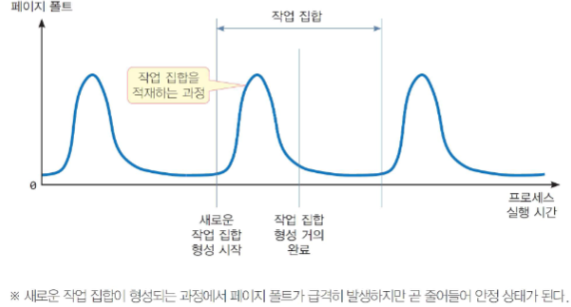 페이지 폴트
작업 집합
작업 집합을
적재하는 과정
0
프로세스
실행 시간
새로운
작업 집합
형성 시작
작업 집합
형성 거의
완료
※ 새로운 작업 집합이 형성되는 과정에서 페이지 폴트가 급격히 발생하지만 곧 줄어들어 안정 상태가 된다.